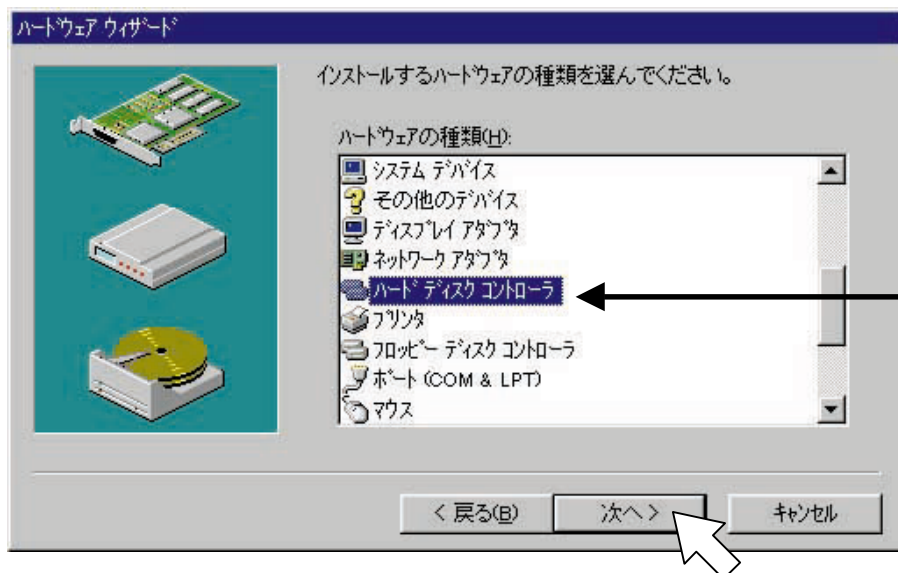 ハードウェア ウィザード
インストールするハードウェアの種類を選んでください。
ハードウェアの種類(H):
システム デバイス
その他のデバイス
ディスプレイ アダプタ
ネットワーク アダプタ
ハード ディスク コントローラ
プリンタ
フロッピー ディスク コントローラ
ポート (COM & LPT)
マウス
< 戻る(B) 次へ > キャンセル